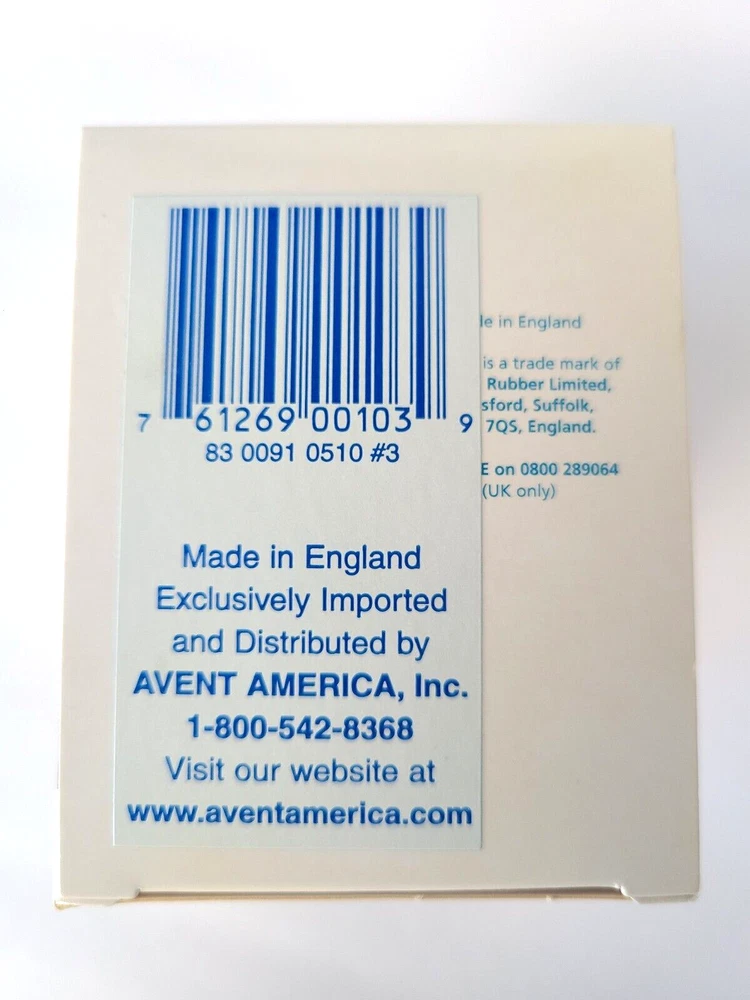 7 61269 00103 9
83 0091 0510 #3
Made in England
Exclusively Imported
and Distributed by
AVENT AMERICA, Inc.
1-800-542-8368
Visit our website at
www.aventamerica.com
in England
is a trade mark of
Rubber Limited,
Suffolk,
7QS, England.
on 0800 289064
(UK only)